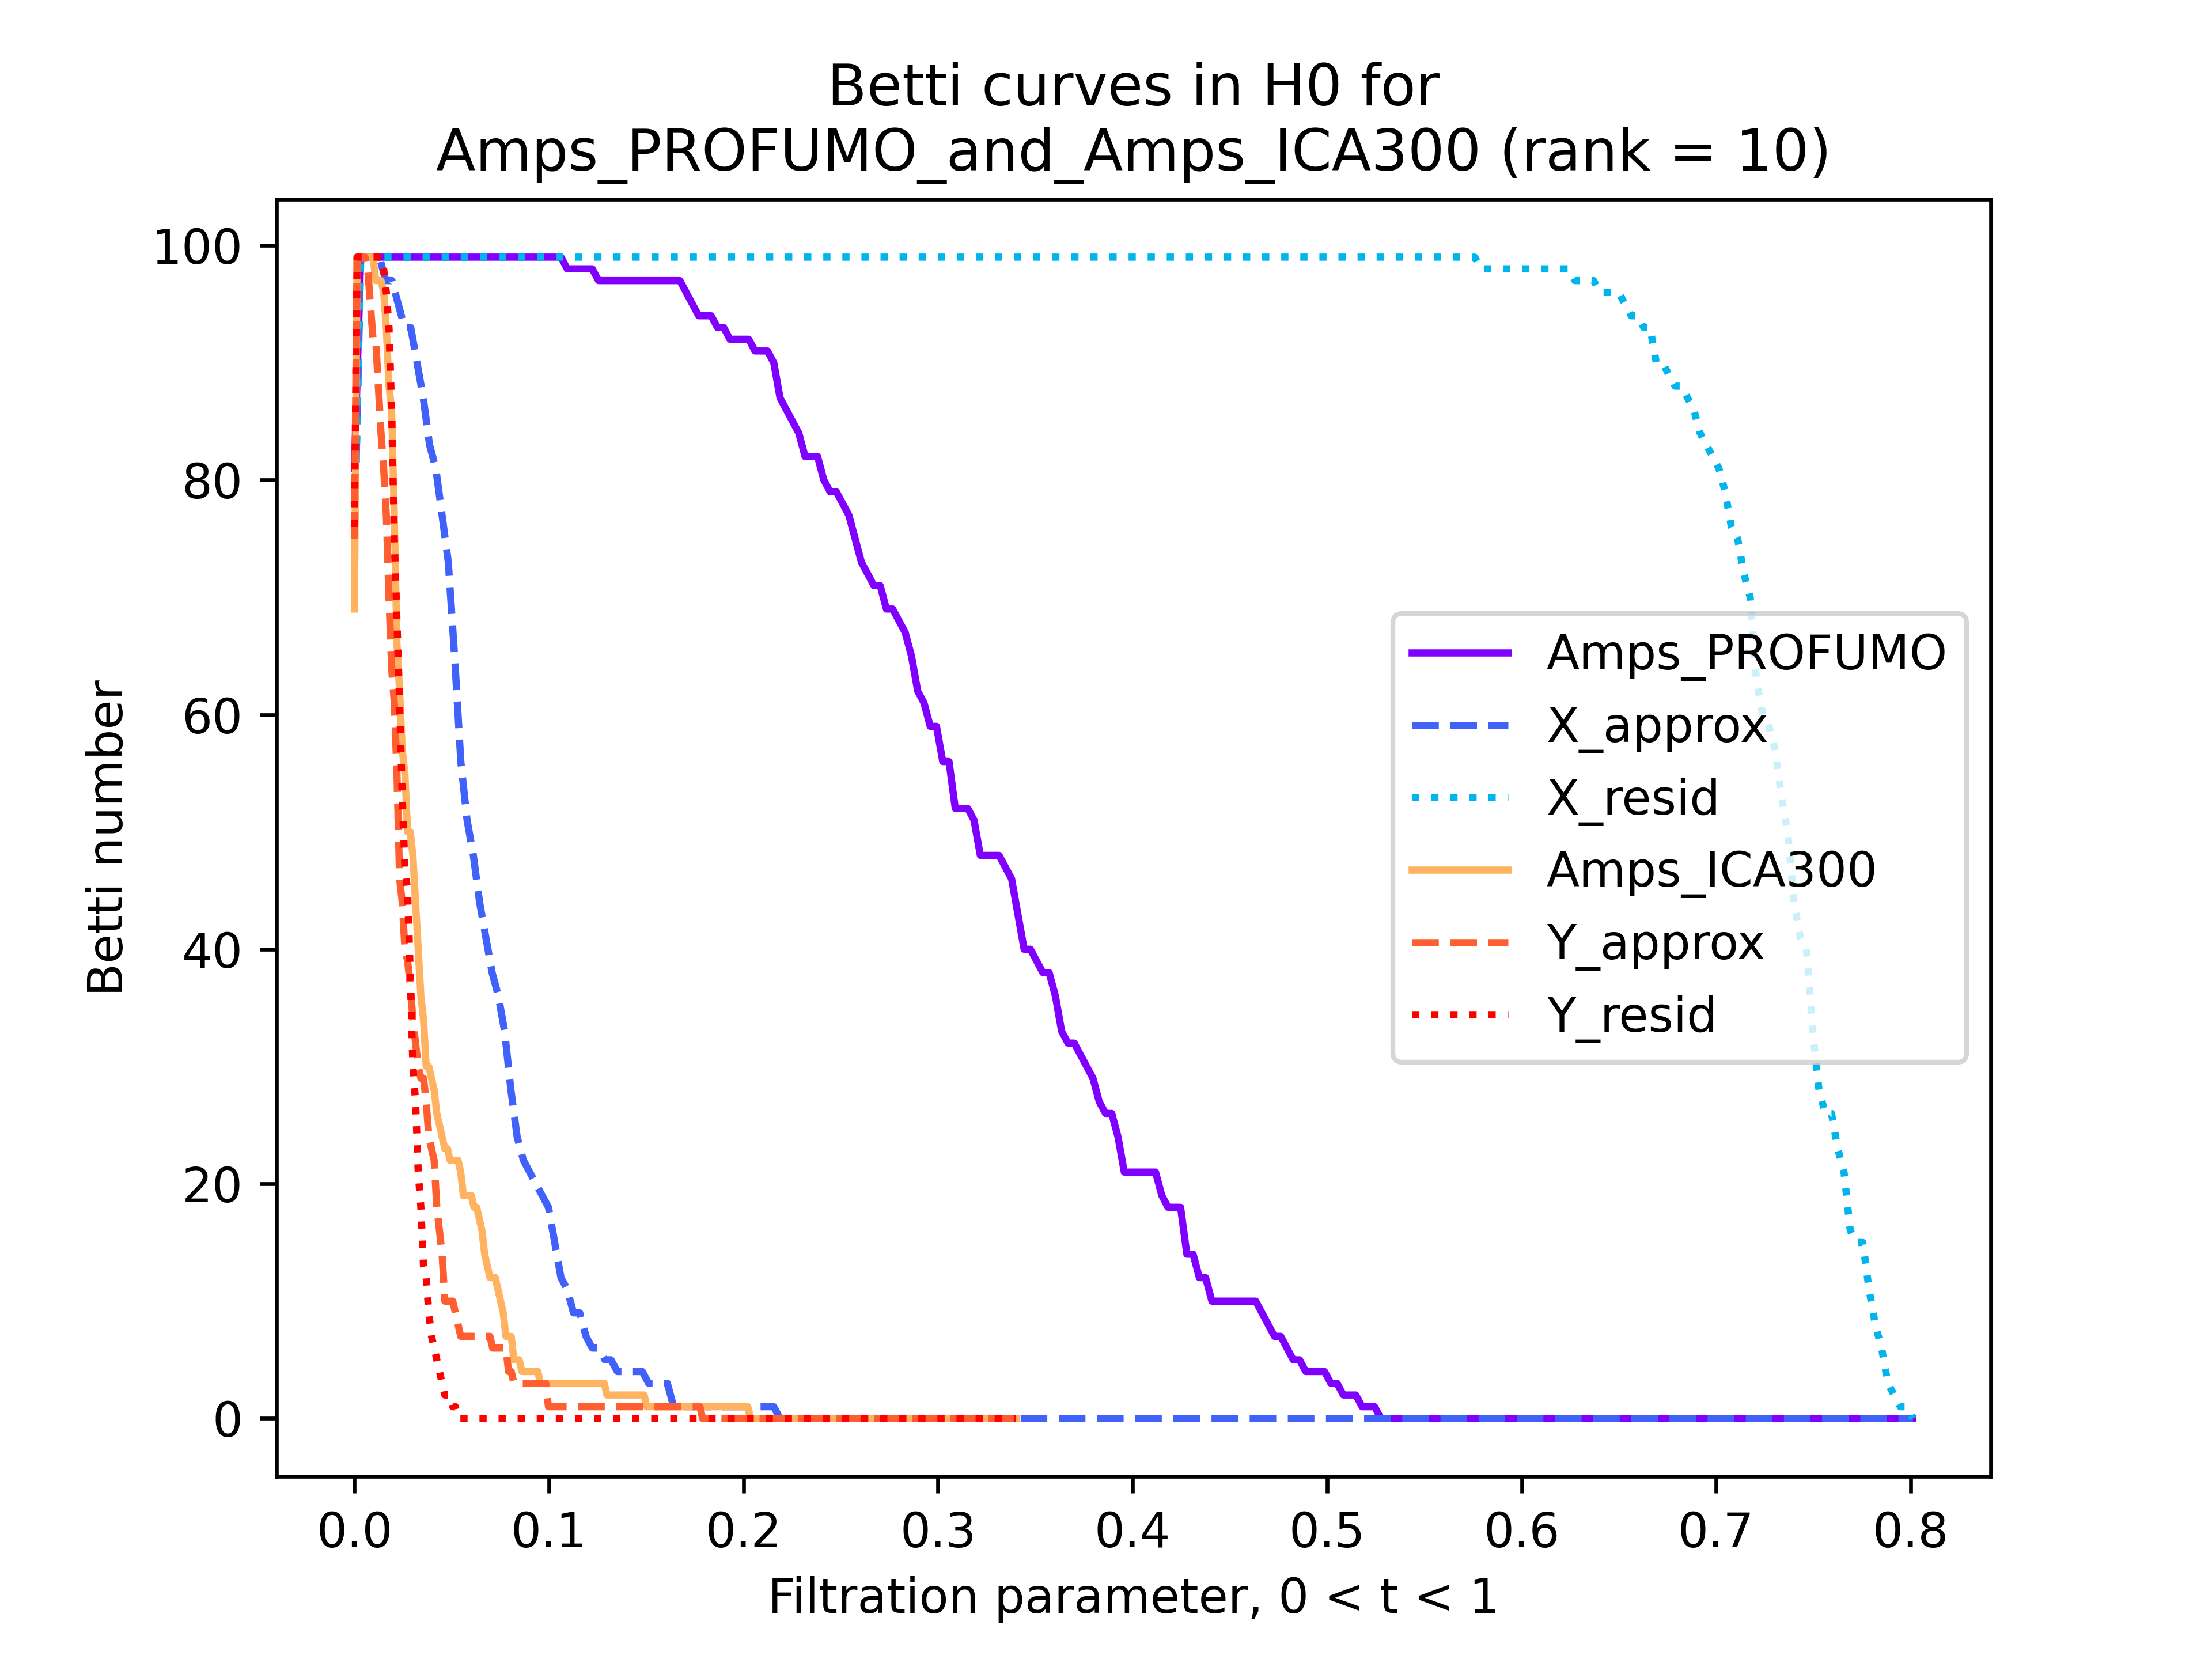 Betti curves in H0 for
Amps_PROFUMO_and_Amps_ICA300 (rank = 10)
100
80
60
40
20
0
Betti number
Amps_PROFUMO
X_approx
X_resid
Amps_ICA300
Y_approx
Y_resid
0.0 0.1 0.2 0.3 0.4 0.5 0.6 0.7 0.8
Filtration parameter, 0 < t < 1